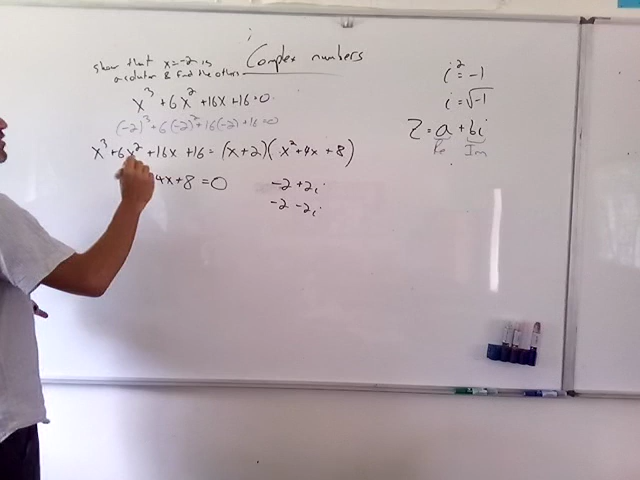 i
Complex numbers
show that x=-2 is
a solution & find the others
x³ + 6x² + 16x + 16 = 0
(-2)³ + 6(-2)² + 16(-2) + 16 = 0
x³ + 6x² + 16x + 16 = (x+2)(x² + 4x + 8)
4x + 8 = 0
-2 + 2i
-2 - 2i
i² = -1
i = √-1
Z = a + bi
Re Im